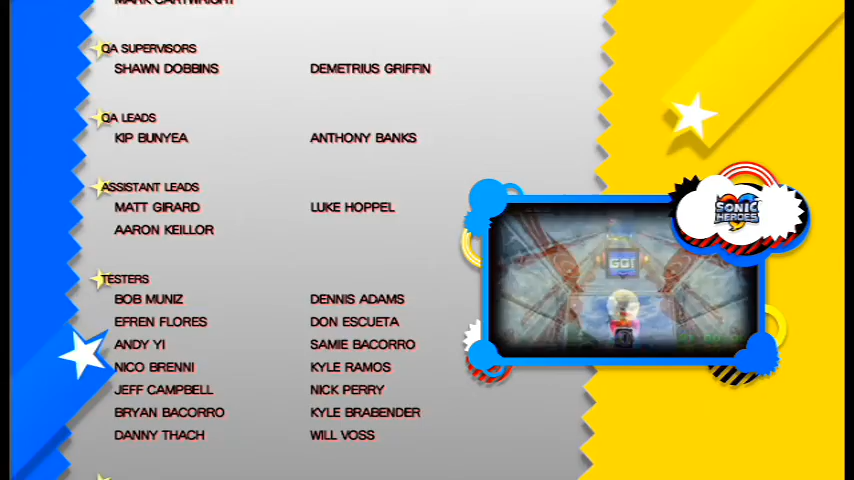 MARK CARTWRIGHT
QA SUPERVISORS
SHAWN DOBBINS DEMETRIUS GRIFFIN
QA LEADS
KIP BUNYEA ANTHONY BANKS
ASSISTANT LEADS
MATT GIRARD LUKE HOPPEL
AARON KEILLOR
TESTERS
BOB MUNIZ DENNIS ADAMS
EFREN FLORES DON ESCUETA
ANDY YI SAMIE BACORRO
NICO BRENNI KYLE RAMOS
JEFF CAMPBELL NICK PERRY
BRYAN BACORRO KYLE BRABENDER
DANNY THACH WILL VOSS
SONIC
HEROES
GO!